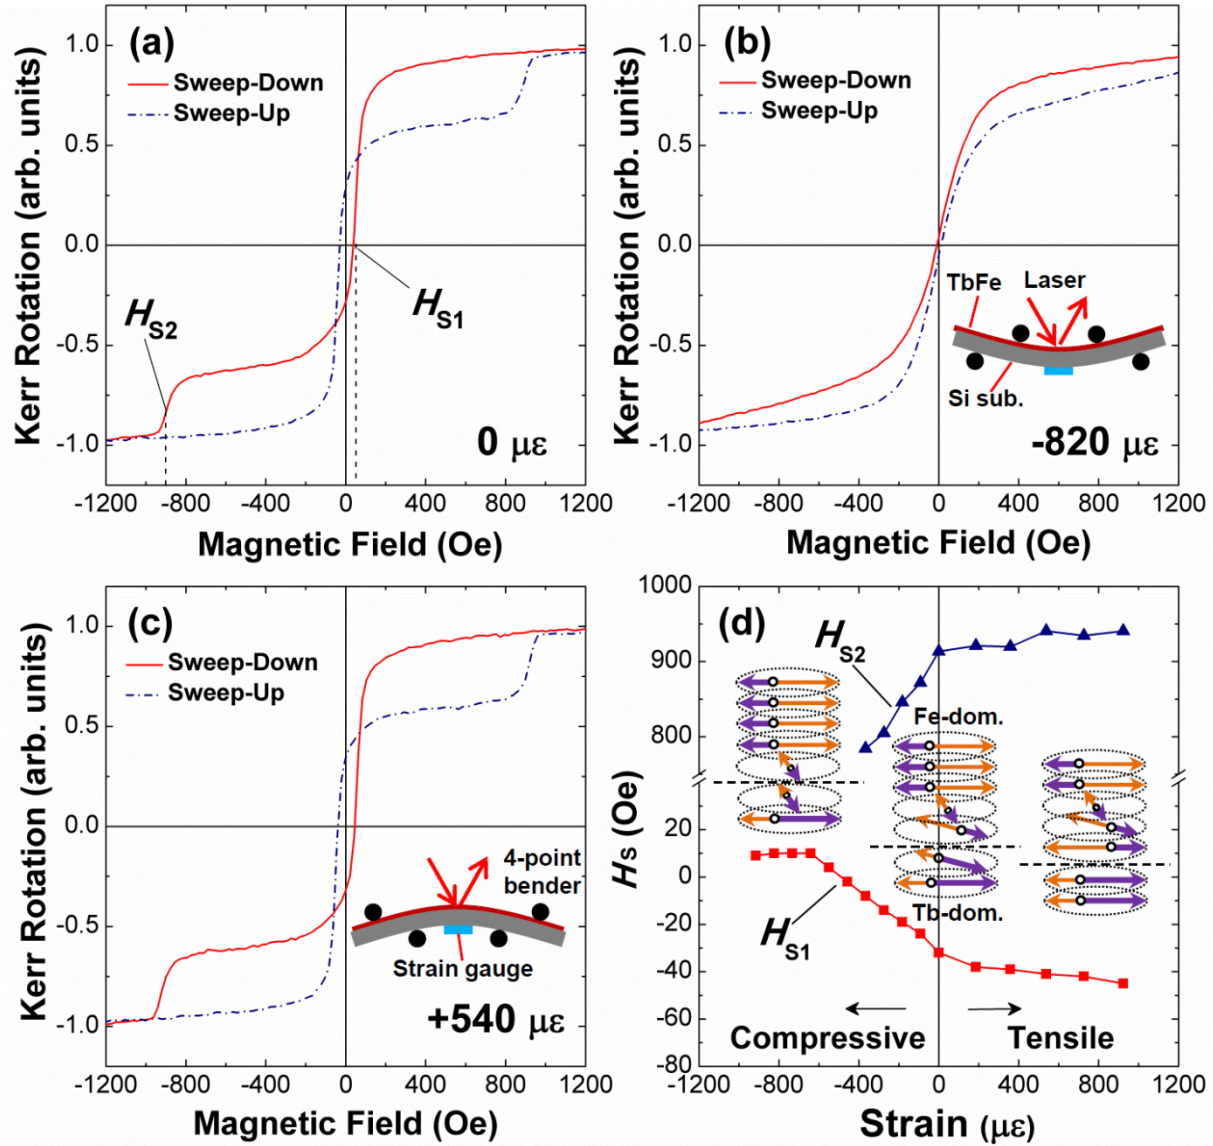 (a)
Sweep-Down
Sweep-Up
H_S2
H_S1
0 με
1.0
0.5
0.0
-0.5
-1.0
Kerr Rotation (arb. units)
-1200 -800 -400 0 400 800 1200
Magnetic Field (Oe)
(b)
Sweep-Down
Sweep-Up
TbFe
Laser
Si sub.
-820 με
1.0
0.5
0.0
-0.5
-1.0
Kerr Rotation (arb. units)
-1200 -800 -400 0 400 800 1200
Magnetic Field (Oe)
(c)
Sweep-Down
Sweep-Up
4-point
bender
Strain gauge
+540 με
1.0
0.5
0.0
-0.5
-1.0
Kerr Rotation (arb. units)
-1200 -800 -400 0 400 800 1200
Magnetic Field (Oe)
(d)
H_S2
Fe-dom.
Tb-dom.
H_S1
Compressive
Tensile
1000
900
800
20
0
-20
-40
-60
-80
H_S (Oe)
-1200 -800 -400 0 400 800 1200
Strain (με)